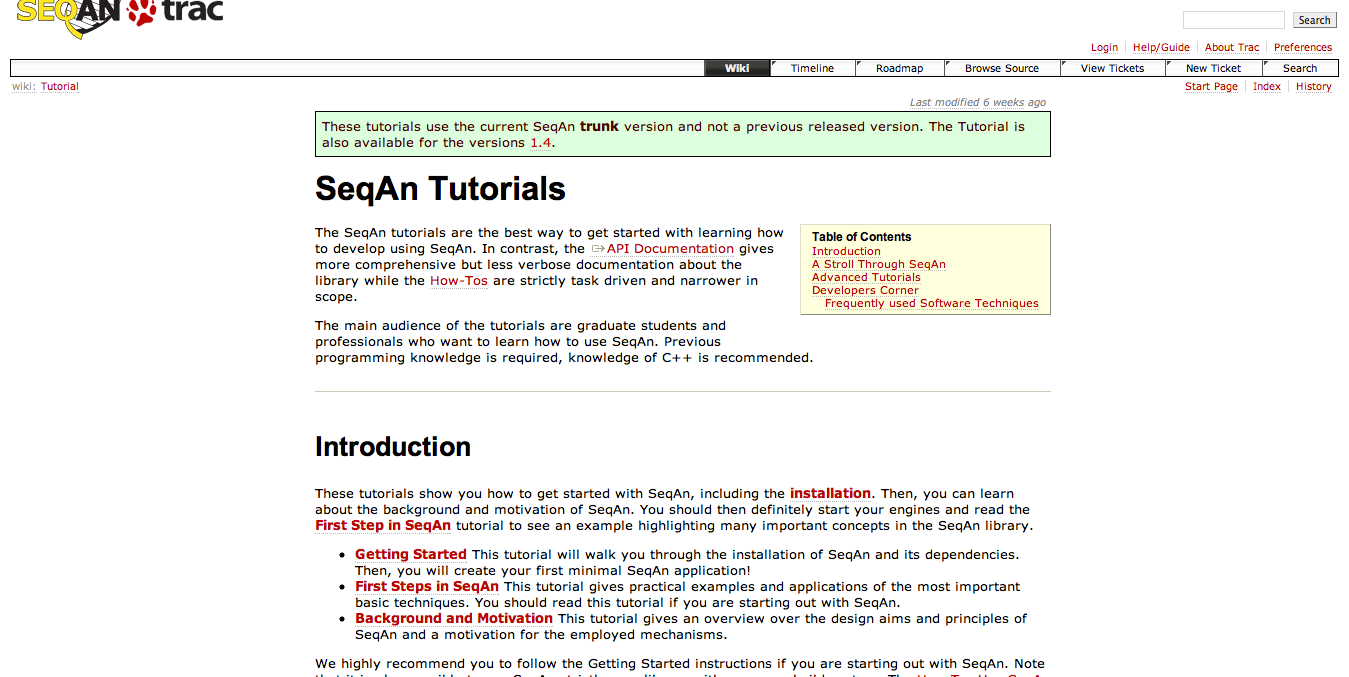 SEQAN trac
Search
Login Help/Guide About Trac Preferences
Wiki Timeline Roadmap Browse Source View Tickets New Ticket Search
wiki: Tutorial
Start Page Index History
Last modified 6 weeks ago
These tutorials use the current SeqAn trunk version and not a previous released version. The Tutorial is
also available for the versions 1.4.
SeqAn Tutorials
The SeqAn tutorials are the best way to get started with learning how
to develop using SeqAn. In contrast, the API Documentation gives
more comprehensive but less verbose documentation about the
library while the How-Tos are strictly task driven and narrower in
scope.
Table of Contents
Introduction
A Stroll Through SeqAn
Advanced Tutorials
Developers Corner
Frequently used Software Techniques
The main audience of the tutorials are graduate students and
professionals who want to learn how to use SeqAn. Previous
programming knowledge is required, knowledge of C++ is recommended.
Introduction
These tutorials show you how to get started with SeqAn, including the installation. Then, you can learn
about the background and motivation of SeqAn. You should then definitely start your engines and read the
First Step in SeqAn tutorial to see an example highlighting many important concepts in the SeqAn library.
• Getting Started This tutorial will walk you through the installation of SeqAn and its dependencies.
Then, you will create your first minimal SeqAn application!
• First Steps in SeqAn This tutorial gives practical examples and applications of the most important
basic techniques. You should read this tutorial if you are starting out with SeqAn.
• Background and Motivation This tutorial gives an overview over the design aims and principles of
SeqAn and a motivation for the employed mechanisms.
We highly recommend you to follow the Getting Started instructions if you are starting out with SeqAn. Note